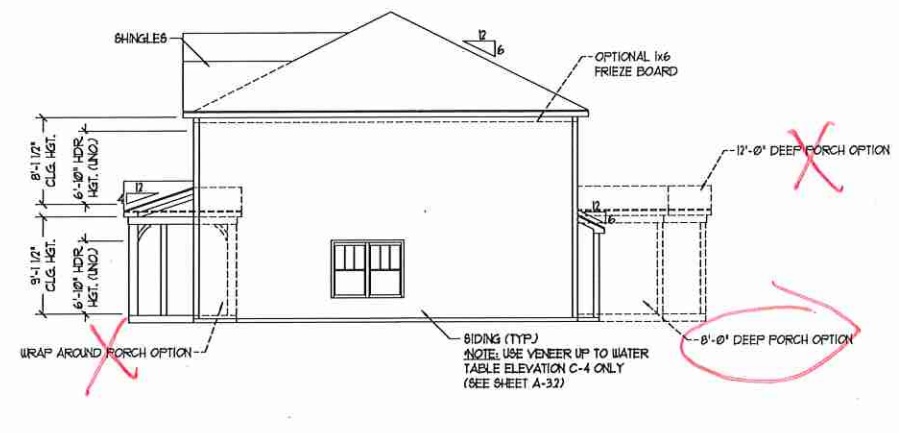 SHINGLES
12
6
OPTIONAL 1x6
FRIEZE BOARD
12'-0" DEEP PORCH OPTION
8'-1 1/2"
CLG. HGT.
6'-10" HDR.
HGT. (UNO.)
12
4
12
6
9'-1 1/2"
CLG. HGT.
6'-10" HDR.
HGT. (UNO.)
WRAP AROUND PORCH OPTION
SIDING (TYP.)
*NOTE: USE VENEER UP TO WATER
TABLE ELEVATION C-4 ONLY
(SEE SHEET A-3.2)
8'-0" DEEP PORCH OPTION